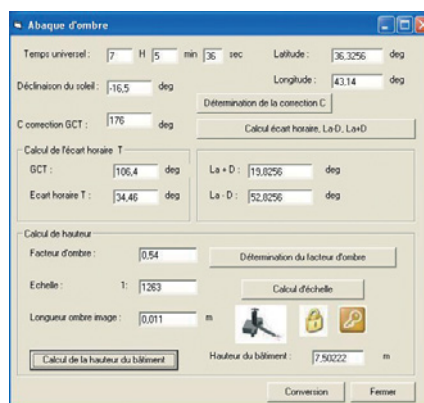 Abaque d'ombre
Temps universel : 7 H 5 min 36 sec Latitude : 36,3256 deg
Longitude : 43,14 deg
Déclinaison du soleil : -16,5 deg
Détermination de la correction C
C correction GCT : 176 deg
Calcul écart horaire, La-D, La+D
Calcul de l'écart horaire T
GCT : 106,4 deg La + D : 19,8256 deg
Ecart horaire T : 34,46 deg La - D : 52,8256 deg
Calcul de hauteur
Facteur d'ombre : 0,54 Détermination du facteur d'ombre
Echelle : 1: 1263 Calcul d'échelle
Longueur ombre image : 0,011 m
Calcul de la hauteur du bâtiment Hauteur du bâtiment : 7,50222 m
Conversion Fermer